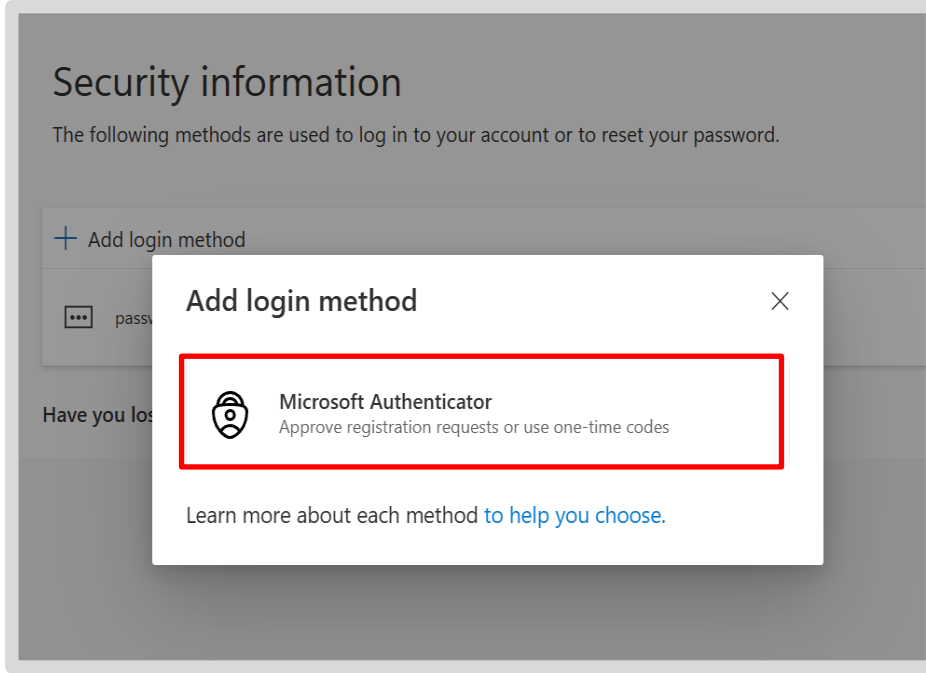 Security information
The following methods are used to log in to your account or to reset your password.
Add login method
Add login method
Microsoft Authenticator
Approve registration requests or use one-time codes
Have you
Learn more about each method to help you choose.